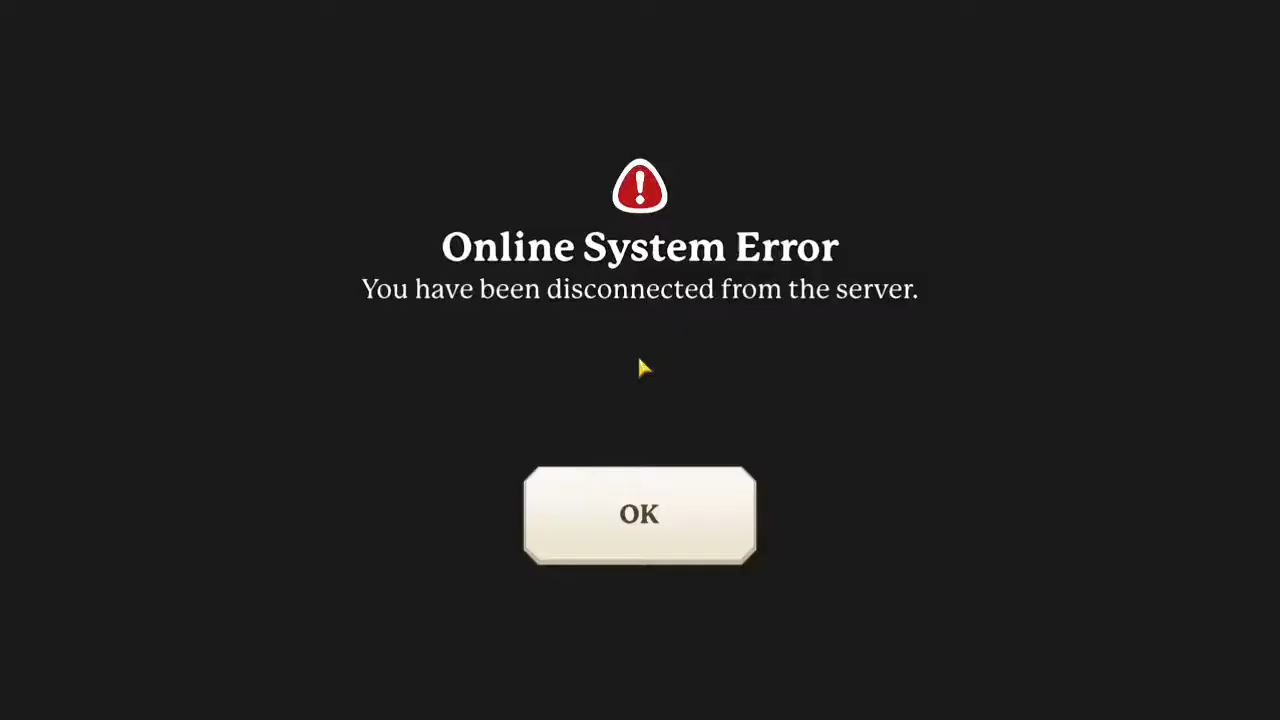 Online System Error
You have been disconnected from the server.
OK